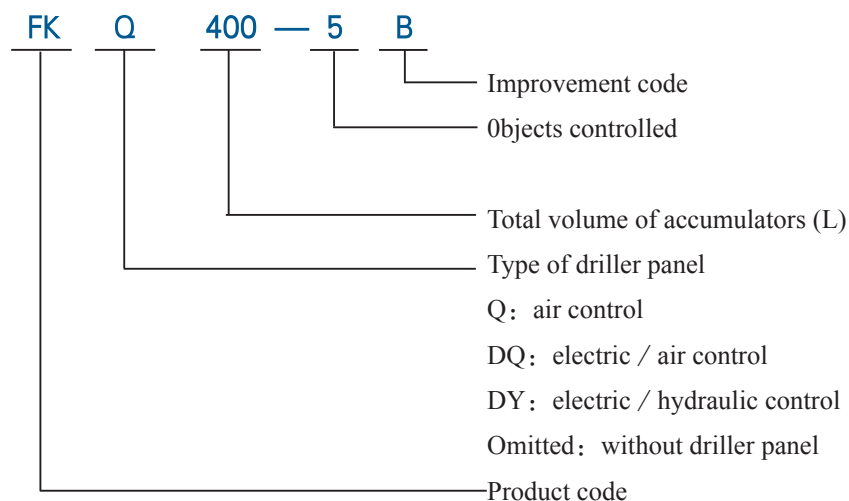 FK Q 400 — 5 B
Improvement code
0bjects controlled
Total volume of accumulators (L)
Type of driller panel
Q：air control
DQ：electric / air control
DY：electric / hydraulic control
Omitted：without driller panel
Product code